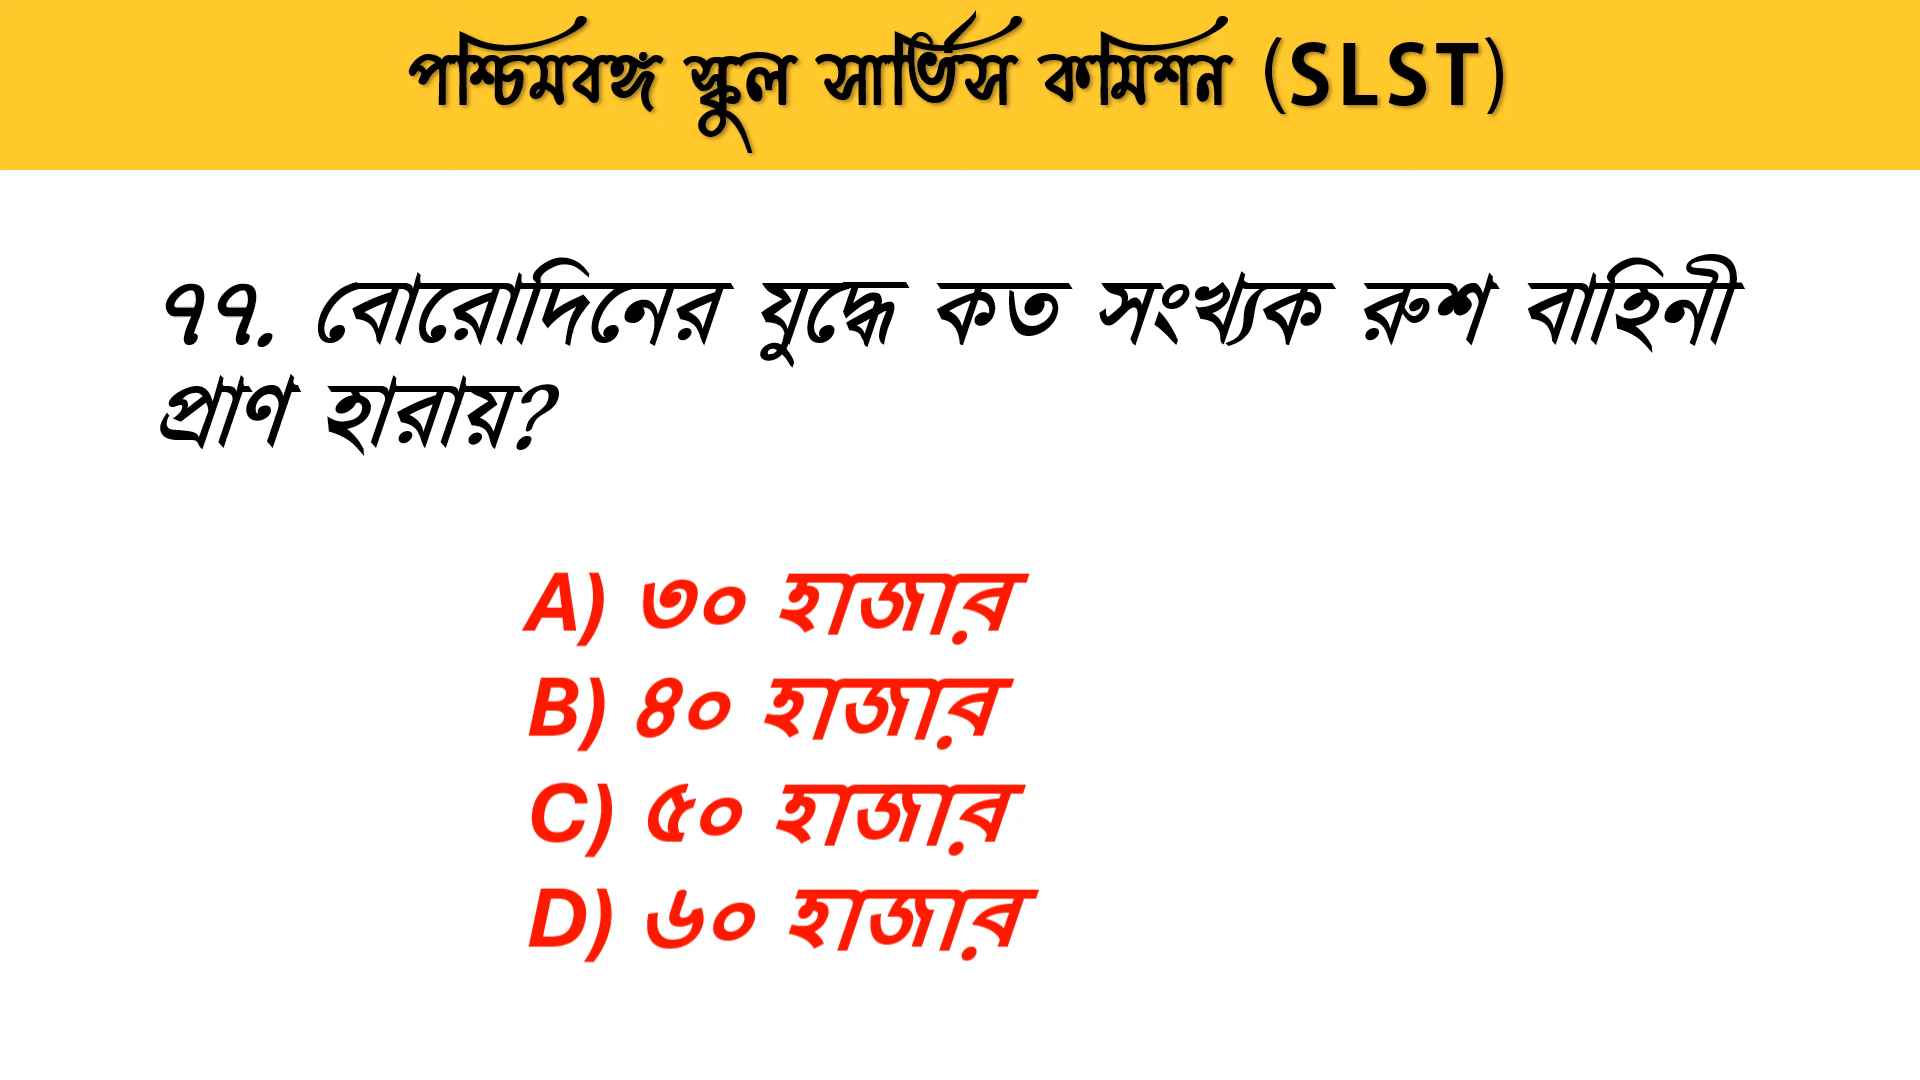 পশ্চিমবঙ্গ স্কুল সার্ভিস কমিশন (SLST)
৭৭. বোরোদিনের যুদ্ধে কত সংখ্যক রুশ বাহিনী
প্রাণ হারায়?
A) ৩০ হাজার
B) ৪০ হাজার
C) ৫০ হাজার
D) ৬০ হাজার